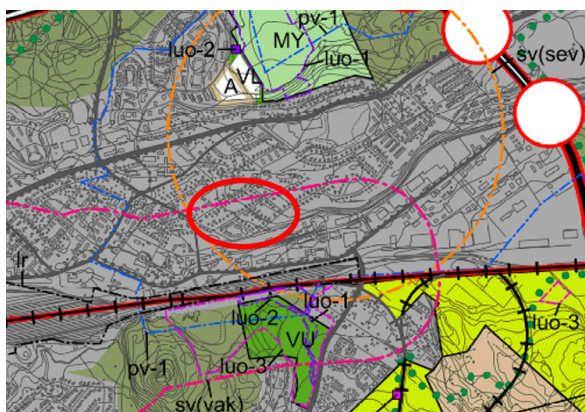 pv-1
luo-2
MY
luo-1
VL
A
sv(sev)
lr
luo-1
luo-2
VU
luo-3
luo-3
pv-1
sv(vak)